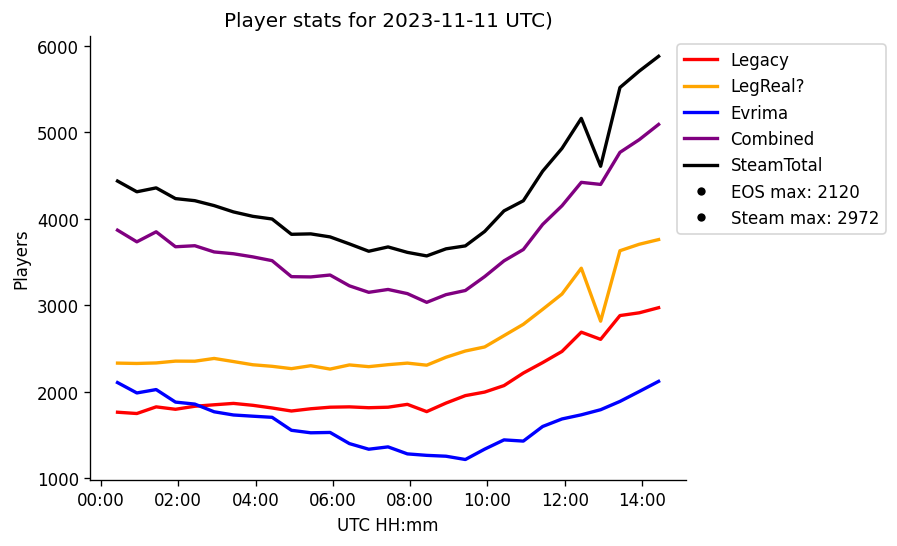 Player stats for 2023-11-11 UTC)
6000
5000
4000
3000
2000
1000
Players
00:00 02:00 04:00 06:00 08:00 10:00 12:00 14:00
UTC HH:mm
Legacy
LegReal?
Evrima
Combined
SteamTotal
EOS max: 2120
Steam max: 2972